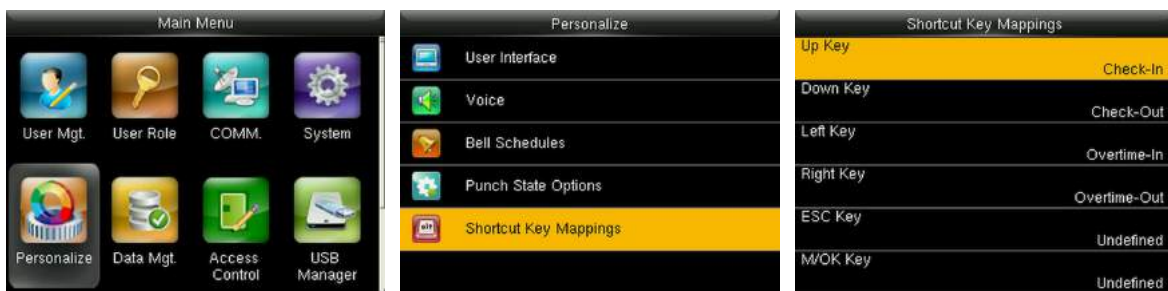 Main Menu
User Mgt.
User Role
COMM.
System
Personalize
Data Mgt.
Access
Control
USB
Manager
Personalize
User Interface
Voice
Bell Schedules
Punch State Options
Shortcut Key Mappings
Shortcut Key Mappings
Up Key
Check-In
Down Key
Check-Out
Left Key
Overtime-In
Right Key
Overtime-Out
ESC Key
Undefined
M/OK Key
Undefined